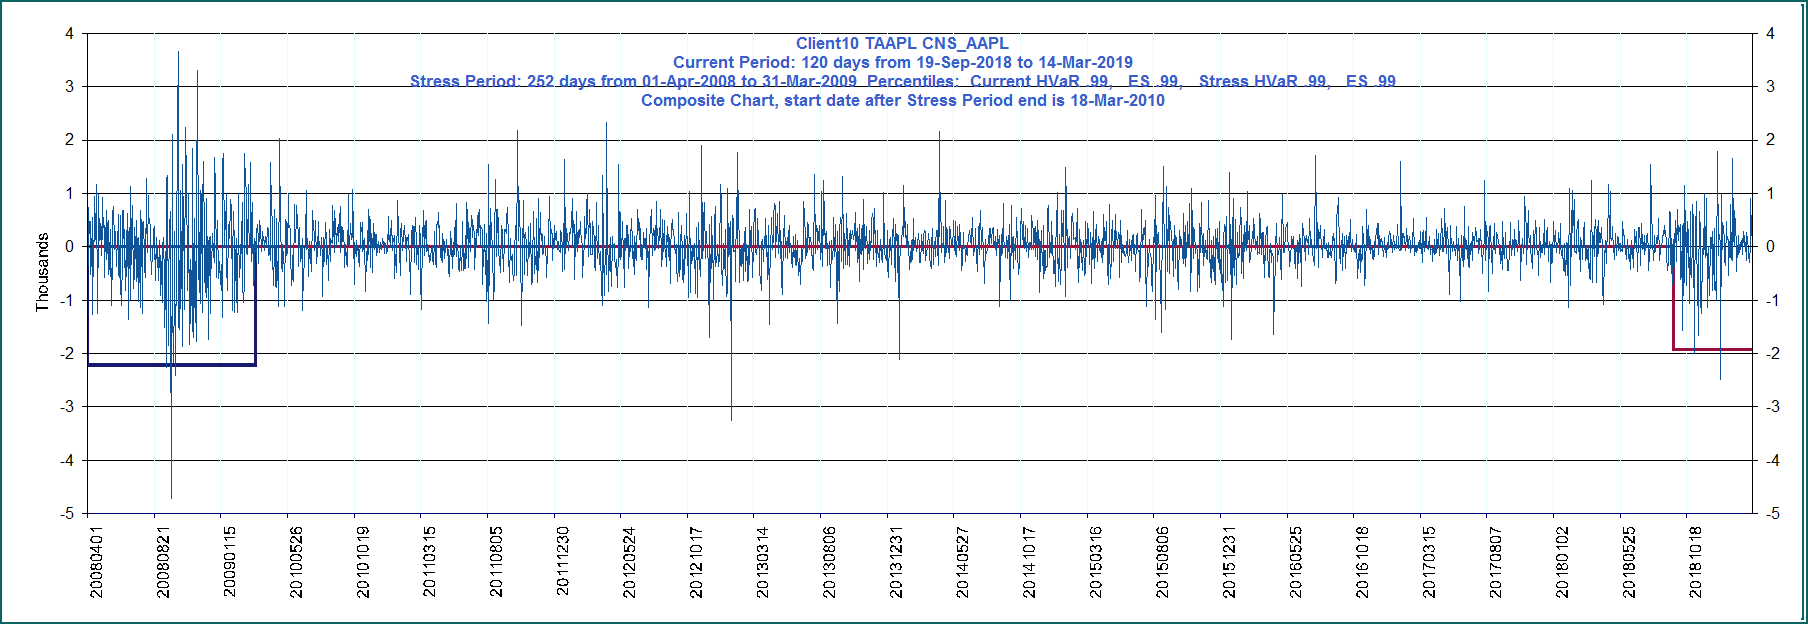 Client10 TAAPL CNS_AAPL
Current Period: 120 days from 19-Sep-2018 to 14-Mar-2019
Stress Period: 252 days from 01-Apr-2008 to 31-Mar-2009 Percentiles: Current HVaR .99, ES .99, Stress HVaR .99, ES .99
Composite Chart, start date after Stress Period end is 18-Mar-2010
4 4
3 3
2 2
1 1
0 0
-1 -1
-2 -2
-3 -3
-4 -4
-5 -5
Thousands
20080401 20080821 20090115 20100526 20101019 20110315 20110805 20111230 20120524 20121017 20130314 20130806 20131231 20140527 20141017 20150316 20150806 20151231 20160525 20161018 20170315 20170807 20180102 20180525 20181018